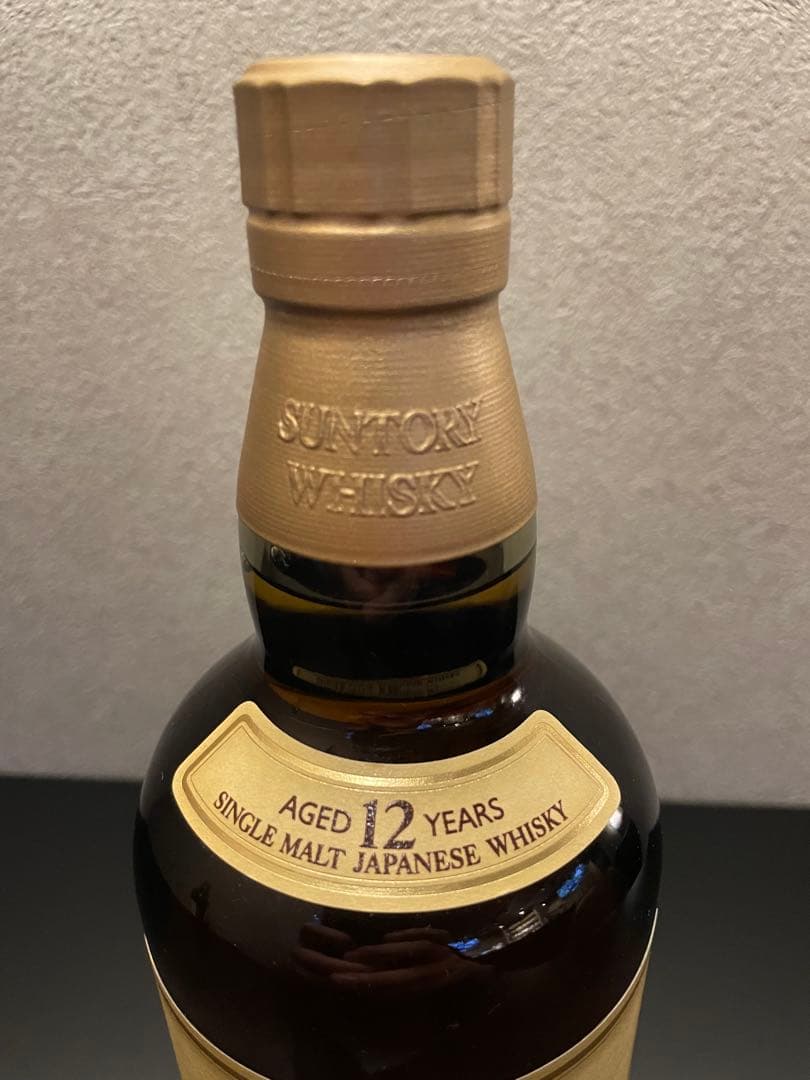 SUNTORY
WHISKY
AGED 12 YEARS
SINGLE MALT JAPANESE WHISKY